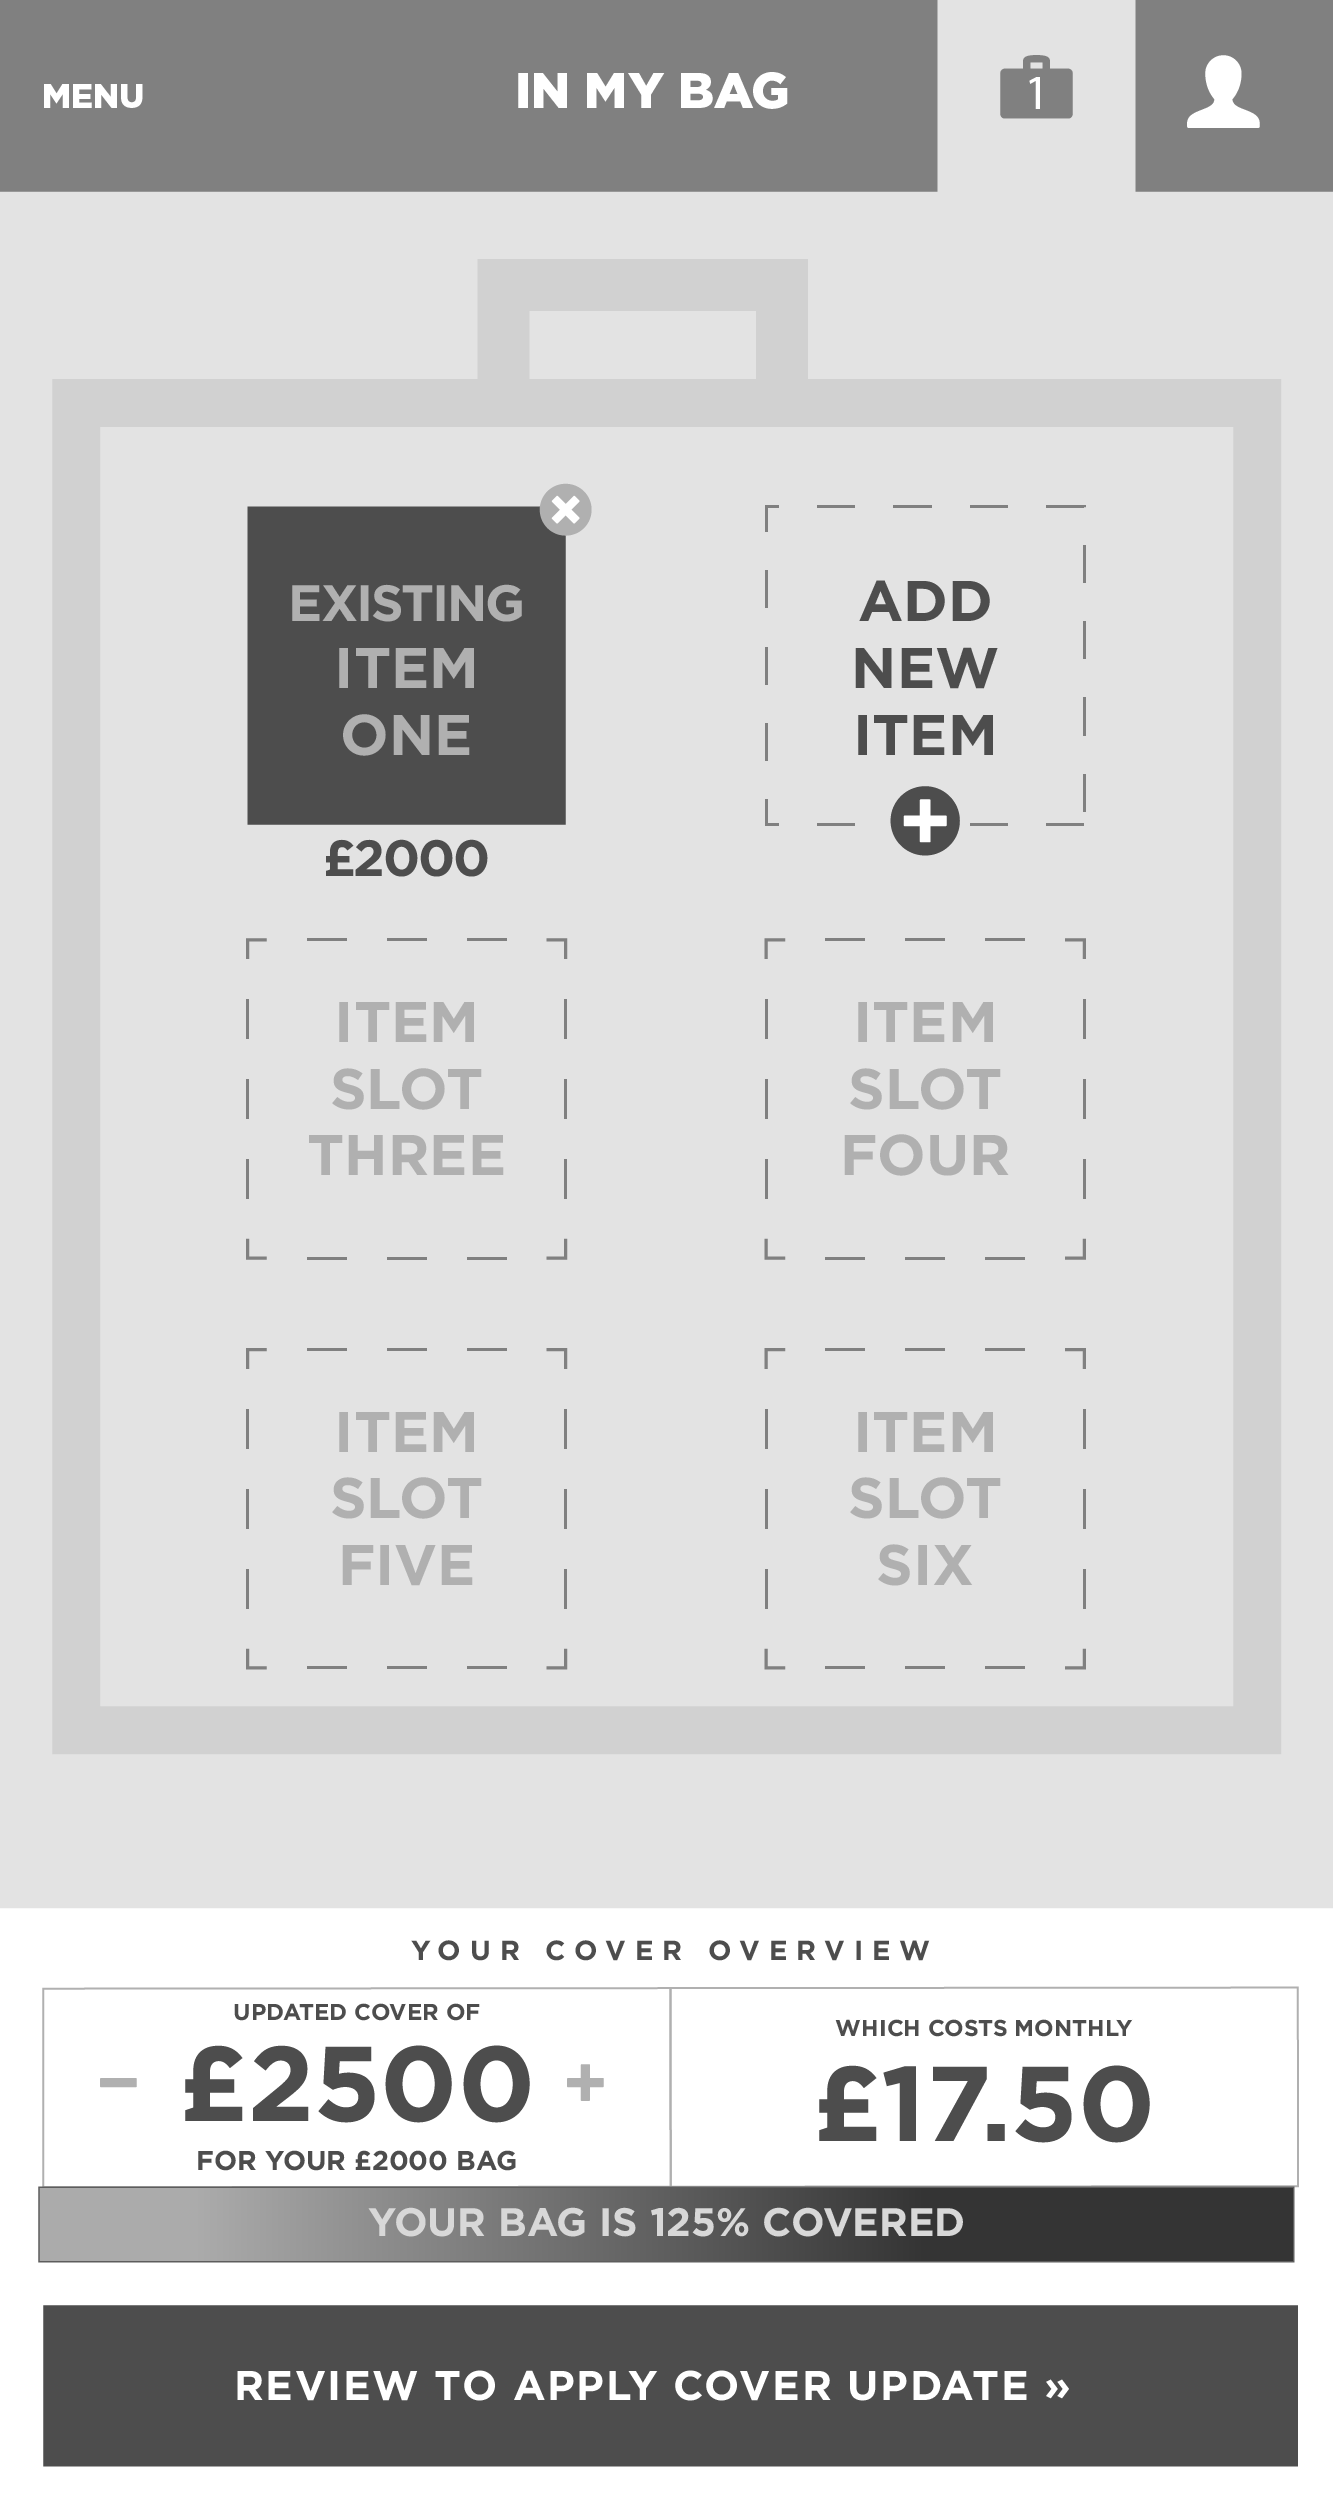 MENU
IN MY BAG
1
EXISTING
ITEM
ONE
£2000
ADD
NEW
ITEM
ITEM
SLOT
THREE
ITEM
SLOT
FOUR
ITEM
SLOT
FIVE
ITEM
SLOT
SIX
YOUR COVER OVERVIEW
UPDATED COVER OF
− £2500 +
FOR YOUR £2000 BAG
WHICH COSTS MONTHLY
£17.50
YOUR BAG IS 125% COVERED
REVIEW TO APPLY COVER UPDATE »